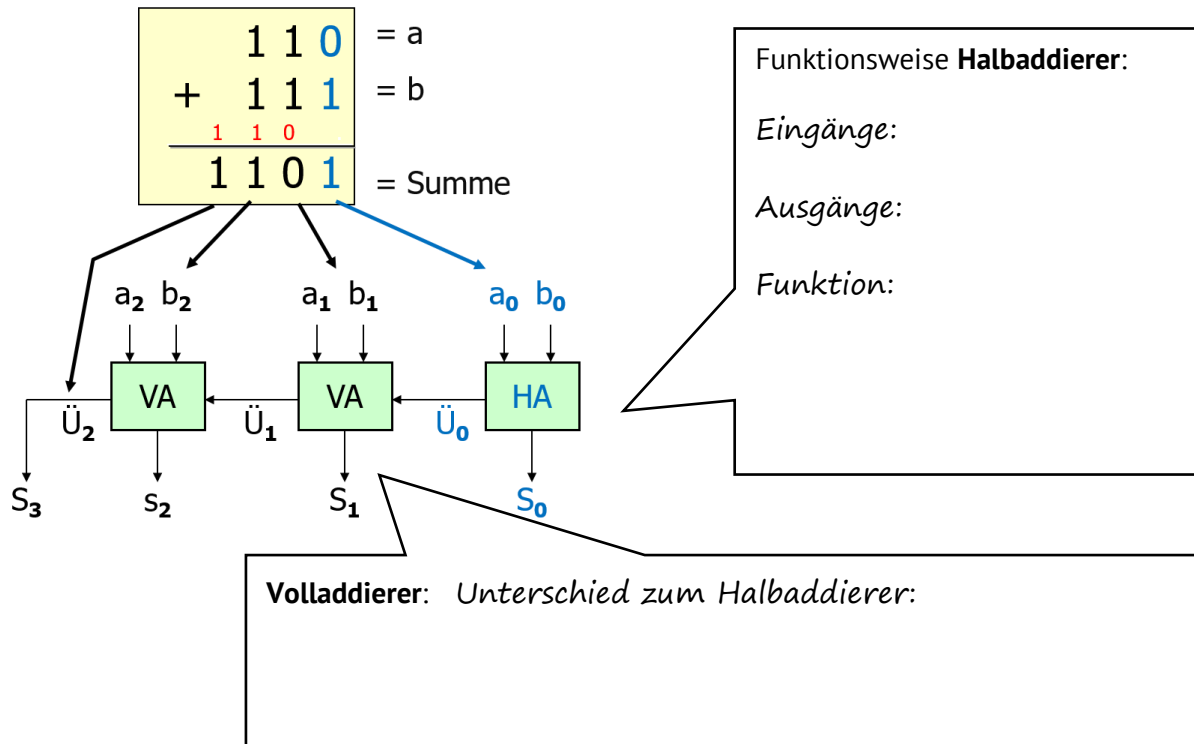 1 1 0 = a
+ 1 1 1 = b
1 1 0
1 1 0 1 = Summe
a2 b2 a1 b1 a0 b0
VA VA HA
Ü2 Ü1 Ü0
S3 s2 S1 S0
Funktionsweise Halbaddierer:
Eingänge:
Ausgänge:
Funktion:
Volladdierer: Unterschied zum Halbaddierer: